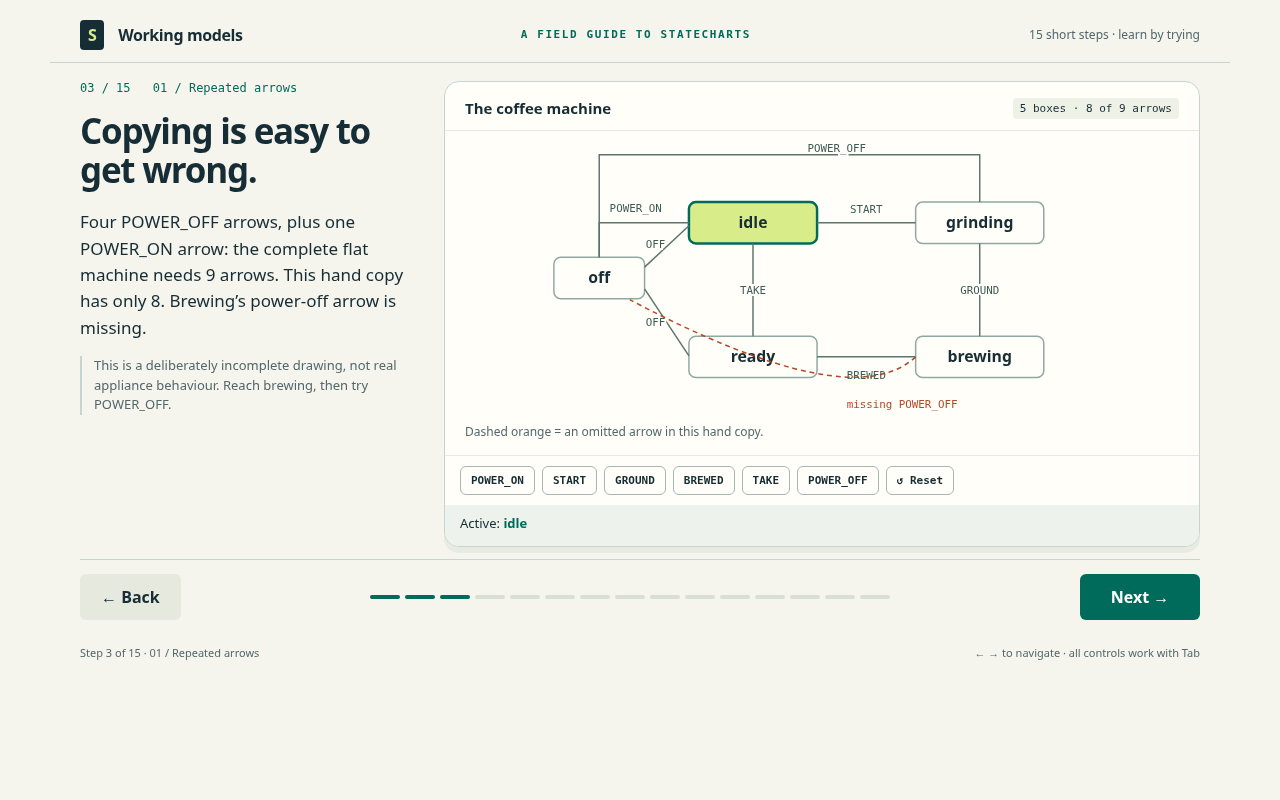 S Working models
A FIELD GUIDE TO STATECHARTS
15 short steps · learn by trying
03 / 15 01 / Repeated arrows
Copying is easy to
get wrong.
Four POWER_OFF arrows, plus one
POWER_ON arrow: the complete flat
machine needs 9 arrows. This hand copy
has only 8. Brewing’s power-off arrow is
missing.
This is a deliberately incomplete drawing, not real
appliance behaviour. Reach brewing, then try
POWER_OFF.
The coffee machine
5 boxes · 8 of 9 arrows
POWER_OFF
POWER_ON
idle
START
grinding
OFF
off
TAKE
GROUND
OFF
ready
brewing
BREWED
missing POWER_OFF
Dashed orange = an omitted arrow in this hand copy.
POWER_ON START GROUND BREWED TAKE POWER_OFF ↺ Reset
Active: idle
← Back
Next →
Step 3 of 15 · 01 / Repeated arrows
← → to navigate · all controls work with Tab